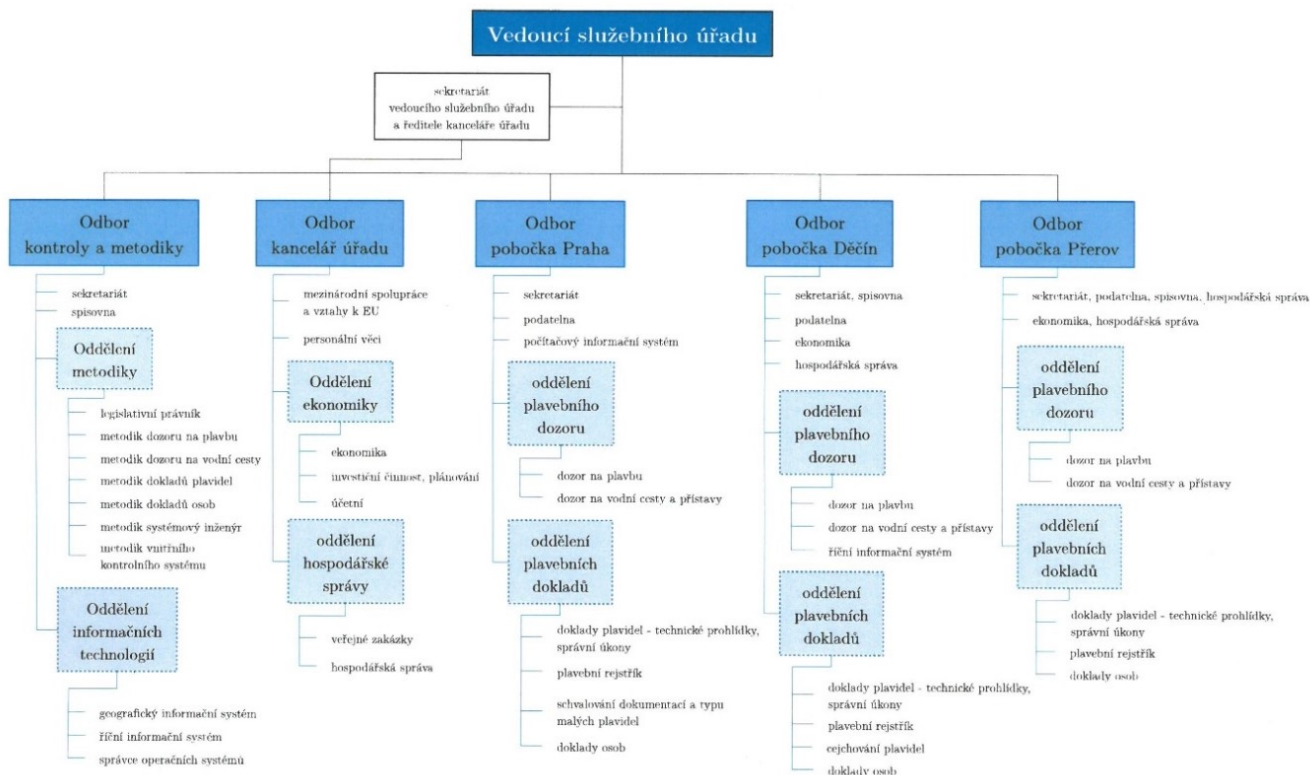 Vedoucí služebního úřadu
sekretariát
vedoucího služebního úřadu
a ředitele kanceláře úřadu
Odbor
kontroly a metodiky
sekretariát
spisovna
Oddělení
metodiky
legislativní právník
metodik dozoru na plavbu
metodik dozoru na vodní cesty
metodik dokladů plavidel
metodik dokladů osob
metodik systémový inženýr
metodik vnitřního
kontrolního systému
Oddělení
informačních
technologií
geografický informační systém
říční informační systém
správce operačních systémů
Odbor
kancelář úřadu
mezinárodní spolupráce
a vztahy k EU
personální věci
Oddělení
ekonomiky
ekonomika
investiční činnost, plánování
účetní
oddělení
hospodářské
správy
veřejné zakázky
hospodářská správa
Odbor
pobočka Praha
sekretariát
podatelna
počítačový informační systém
oddělení
plavebního
dozoru
dozor na plavbu
dozor na vodní cesty a přístavy
oddělení
plavebních
dokladů
doklady plavidel - technické prohlídky,
správní úkony
plavební rejstřík
schvalování dokumentací a typu
malých plavidel
doklady osob
Odbor
pobočka Děčín
sekretariát, spisovna
podatelna
ekonomika
hospodářská správa
oddělení
plavebního
dozoru
dozor na plavbu
dozor na vodní cesty a přístavy
říční informační systém
oddělení
plavebních
dokladů
doklady plavidel - technické prohlídky,
správní úkony
plavební rejstřík
cejchování plavidel
doklady osob
Odbor
pobočka Přerov
sekretariát, podatelna, spisovna, hospodářská správa
ekonomika, hospodářská správa
oddělení
plavebního
dozoru
dozor na plavbu
dozor na vodní cesty a přístavy
oddělení
plavebních
dokladů
doklady plavidel - technické prohlídky,
správní úkony
plavební rejstřík
doklady osob